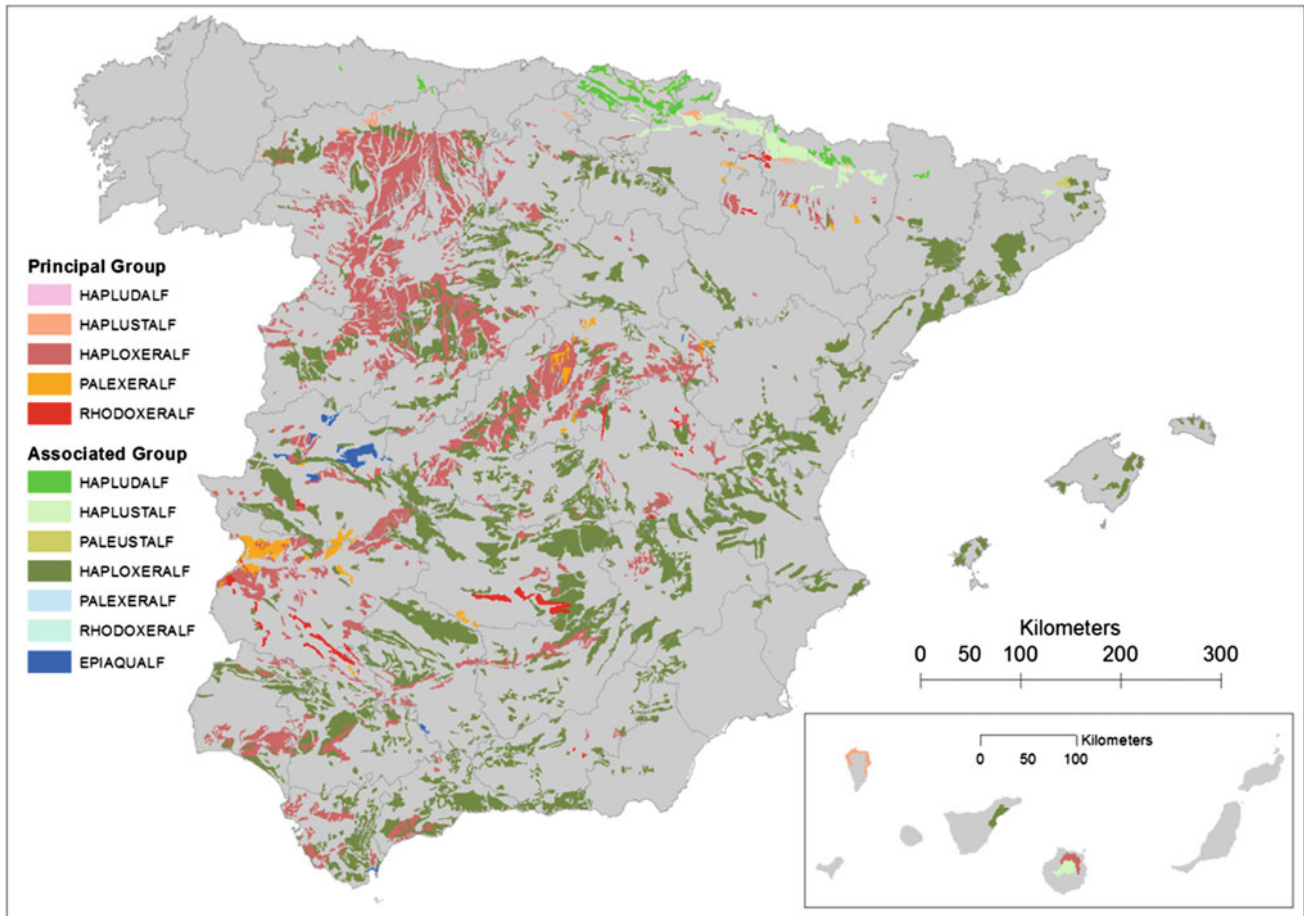 Principal Group
HAPLUDALF
HAPLUSTALF
HAPLOXERALF
PALEXERALF
RHODOXERALF
Associated Group
HAPLUDALF
HAPLUSTALF
PALEUSTALF
HAPLOXERALF
PALEXERALF
RHODOXERALF
EPIAQUALF
Kilometers
0 50 100 200 300
Kilometers
0 50 100